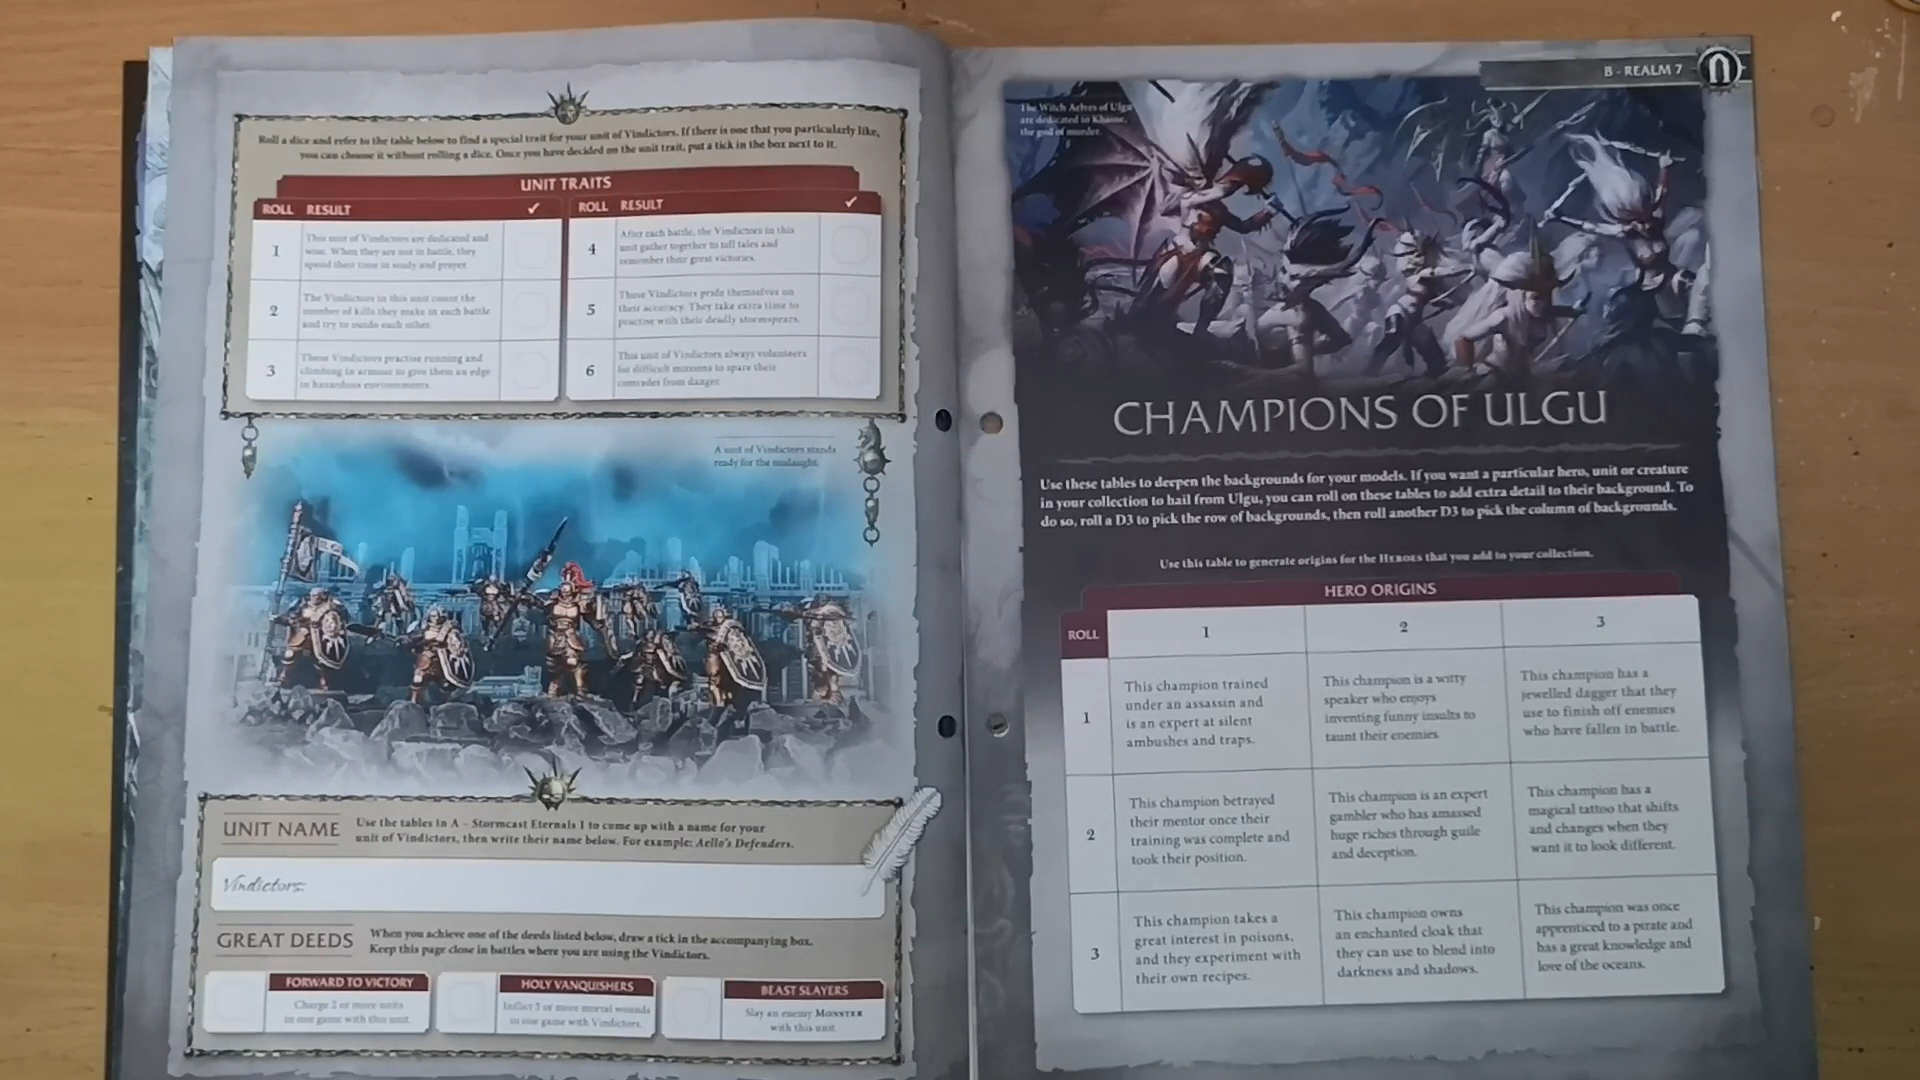 Roll a dice and refer to the table below to find a special trait for your unit of Vindictors. If there is one that you particularly like,
you can choose it without rolling a dice. Once you have decided on the unit trait, put a tick in the box next to it.
UNIT TRAITS
ROLL RESULT ✓
1
This unit of Vindictors are dedicated and
wise. When they are not in battle, they
spend their time in study and prayer.
2
The Vindictors in this unit count the
number of kills they make in each battle
and try to outdo each other.
3
These Vindictors practise running and
climbing in armour to give them an edge
in hazardous environments.
ROLL RESULT ✓
4
After each battle, the Vindictors in this
unit gather together to tell tales and
remember their great victories.
5
These Vindictors pride themselves on
their accuracy. They take extra time to
practise with their deadly stormspears.
6
This unit of Vindictors always volunteers
for difficult missions to spare their
comrades from danger.
A unit of Vindictors stands
ready for the onslaught.
UNIT NAME
Use the tables in A - Stormcast Eternals 1 to come up with a name for your
unit of Vindictors, then write their name below. For example: Aello's Defenders.
Vindictors:
GREAT DEEDS
When you achieve one of the deeds listed below, draw a tick in the accompanying box.
Keep this page close in battles where you are using the Vindictors.
FORWARD TO VICTORY
Charge 2 or more units
in one game with this unit.
HOLY VANQUISHERS
Inflict 5 or more mortal wounds
in one game with Vindictors.
BEAST SLAYERS
Slay an enemy MONSTER
with this unit.
B - REALM 7
The Witch Aelves of Ulgu
are dedicated to Khaine,
the god of murder.
CHAMPIONS OF ULGU
Use these tables to deepen the backgrounds for your models. If you want a particular hero, unit or creature
in your collection to hail from Ulgu, you can roll on these tables to add extra detail to their background. To
do so, roll a D3 to pick the row of backgrounds, then roll another D3 to pick the column of backgrounds.
Use this table to generate origins for the HEROES that you add to your collection.
HERO ORIGINS
ROLL 1 2 3
1
This champion trained
under an assassin and
is an expert at silent
ambushes and traps.
This champion is a witty
speaker who enjoys
inventing funny insults to
taunt their enemies.
This champion has a
jewelled dagger that they
use to finish off enemies
who have fallen in battle.
2
This champion betrayed
their mentor once their
training was complete and
took their position.
This champion is an expert
gambler who has amassed
huge riches through guile
and deception.
This champion has a
magical tattoo that shifts
and changes when they
want it to look different.
3
This champion takes a
great interest in poisons,
and they experiment with
their own recipes.
This champion owns
an enchanted cloak that
they can use to blend into
darkness and shadows.
This champion was once
apprenticed to a pirate and
has a great knowledge and
love of the oceans.